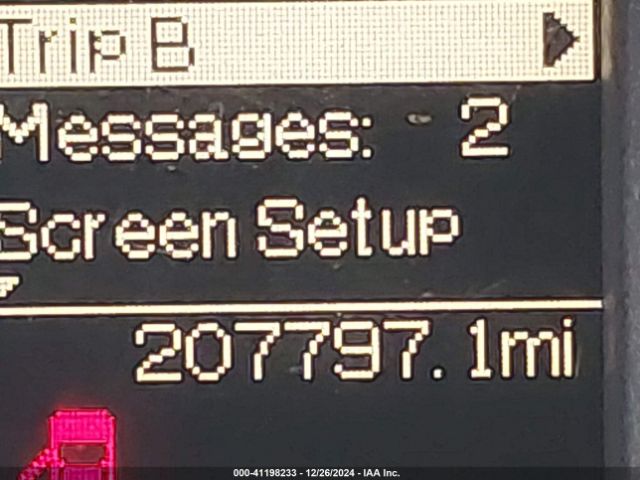 Trip B
Messages: 2
Screen Setup
207797.1mi
000-41198233 - 12/26/2024 - IAA Inc.